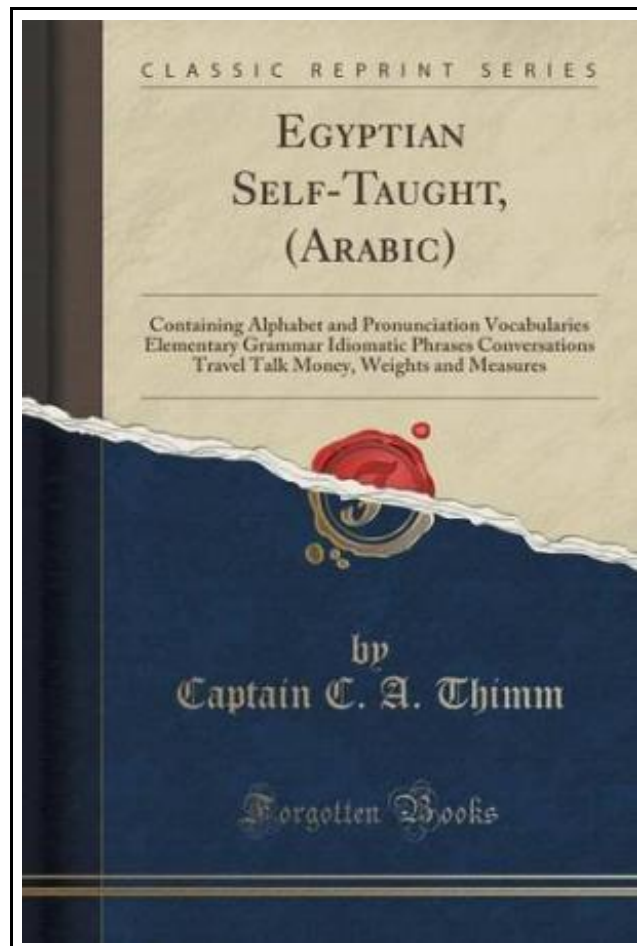 CLASSIC REPRINT SERIES
EGYPTIAN
SELF-TAUGHT,
(ARABIC)
Containing Alphabet and Pronunciation Vocabularies
Elementary Grammar Idiomatic Phrases Conversations
Travel Talk Money, Weights and Measures
by
Captain C. A. Thimm
Forgotten Books